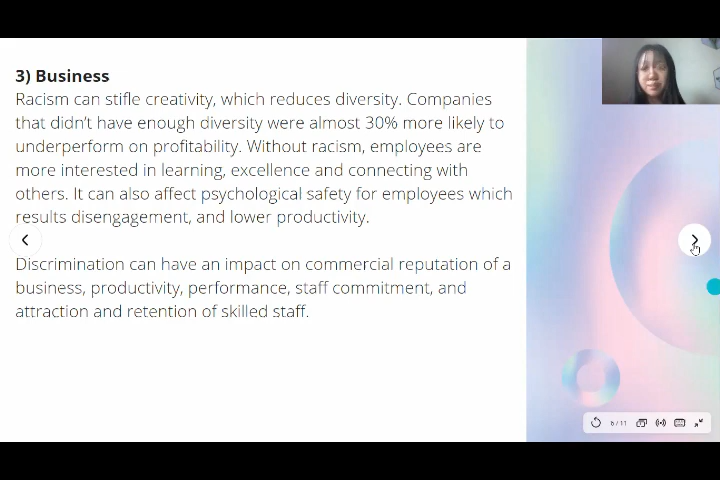 3) Business
Racism can stifle creativity, which reduces diversity. Companies
that didn't have enough diversity were almost 30% more likely to
underperform on profitability. Without racism, employees are
more interested in learning, excellence and connecting with
others. It can also affect psychological safety for employees which
results disengagement, and lower productivity.
Discrimination can have an impact on commercial reputation of a
business, productivity, performance, staff commitment, and
attraction and retention of skilled staff.
6 / 11